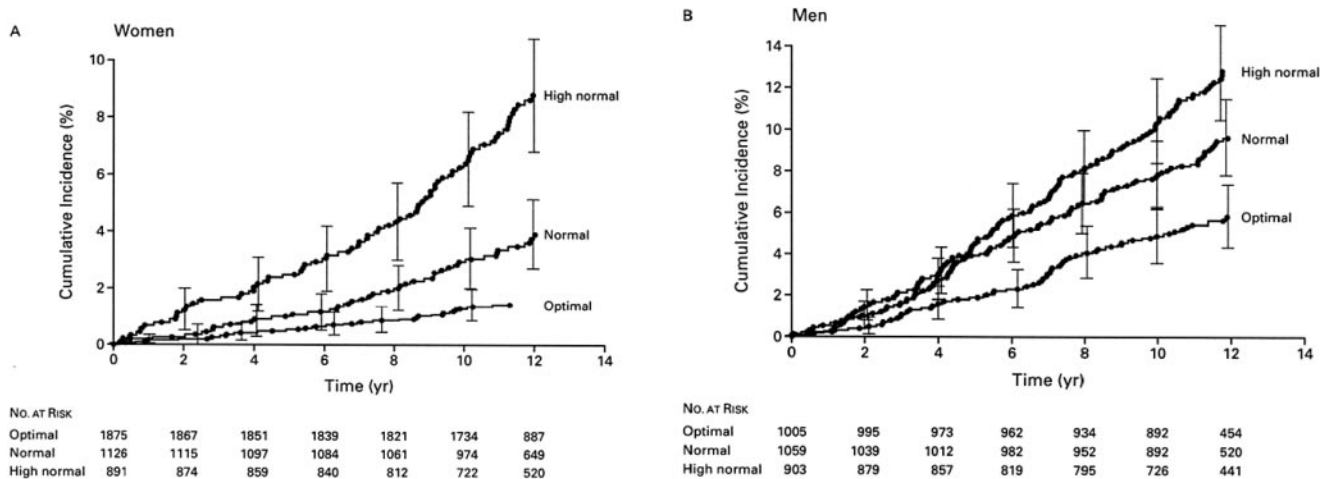 A
Women
10
8
6
4
2
0
Cumulative Incidence (%)
High normal
Normal
Optimal
0 2 4 6 8 10 12 14
Time (yr)
NO. AT RISK
Optimal 1875 1867 1851 1839 1821 1734 887
Normal 1126 1115 1097 1084 1061 974 649
High normal 891 874 859 840 812 722 520
B
Men
14
12
10
8
6
4
2
0
Cumulative Incidence (%)
High normal
Normal
Optimal
0 2 4 6 8 10 12 14
Time (yr)
NO. AT RISK
Optimal 1005 995 973 962 934 892 454
Normal 1059 1039 1012 982 952 892 520
High normal 903 879 857 819 795 726 441